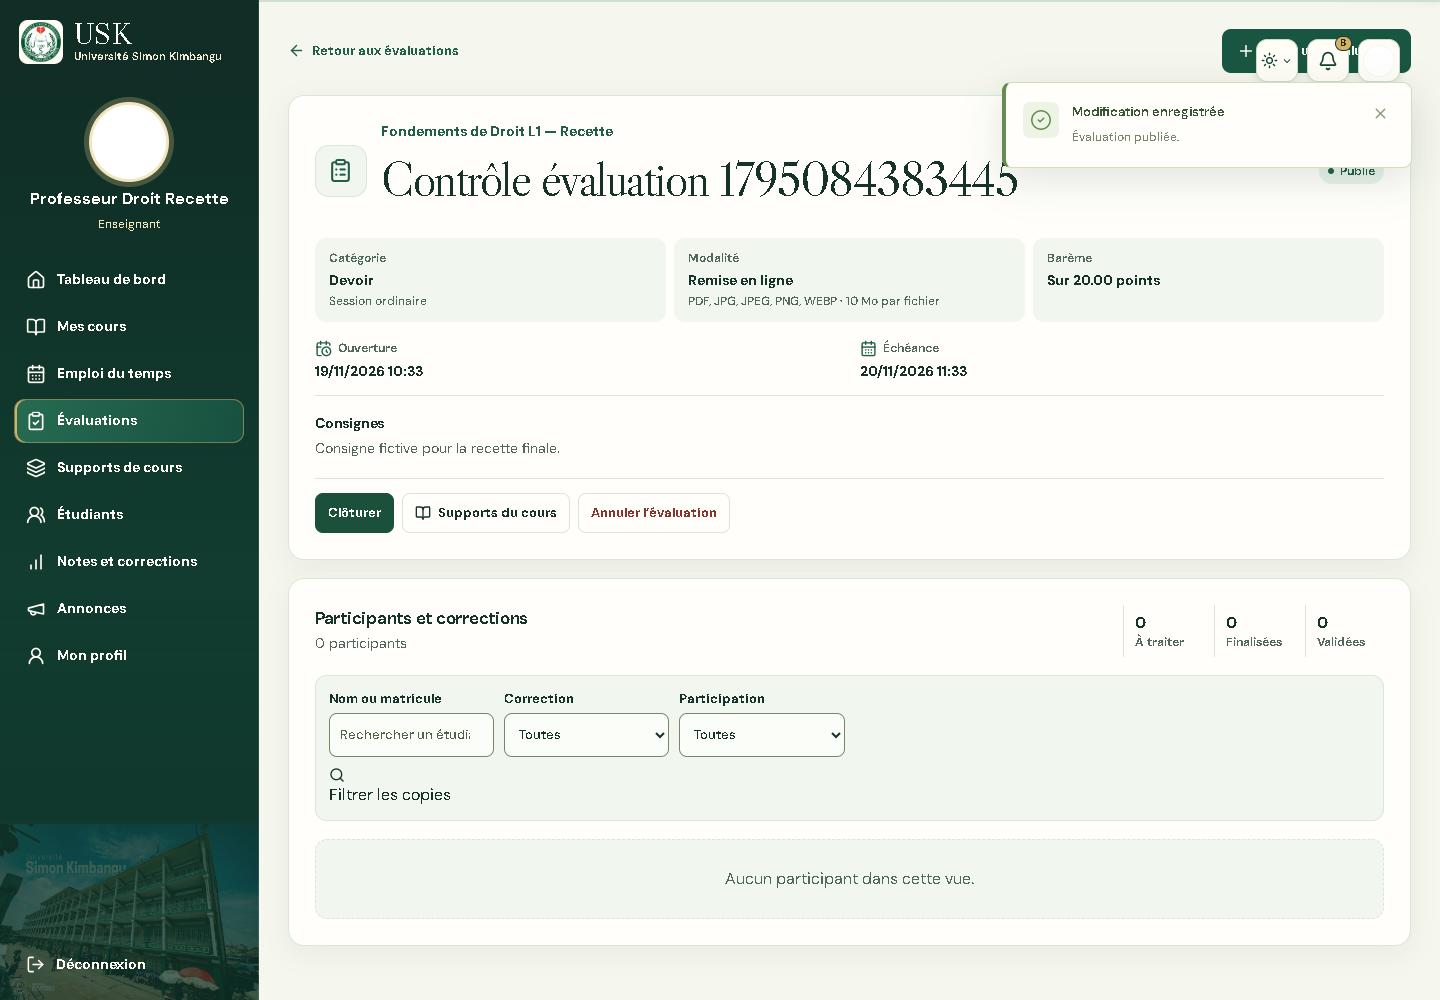 USK
Université Simon Kimbangu
Professeur Droit Recette
Enseignant
Tableau de bord
Mes cours
Emploi du temps
Évaluations
Supports de cours
Étudiants
Notes et corrections
Annonces
Mon profil
Simon Kimbangu
Déconnexion
Retour aux évaluations
8
Modification enregistrée
Évaluation publiée.
Fondements de Droit L1 — Recette
Contrôle évaluation 1795084383445
Publié
Catégorie
Devoir
Session ordinaire
Modalité
Remise en ligne
PDF, JPG, JPEG, PNG, WEBP · 10 Mo par fichier
Barème
Sur 20.00 points
Ouverture
19/11/2026 10:33
Échéance
20/11/2026 11:33
Consignes
Consigne fictive pour la recette finale.
Clôturer
Supports du cours
Annuler l'évaluation
Participants et corrections
0 participants
0
À traiter
0
Finalisées
0
Validées
Nom ou matricule
Correction
Participation
Rechercher un étudi
Toutes
Toutes
Filtrer les copies
Aucun participant dans cette vue.